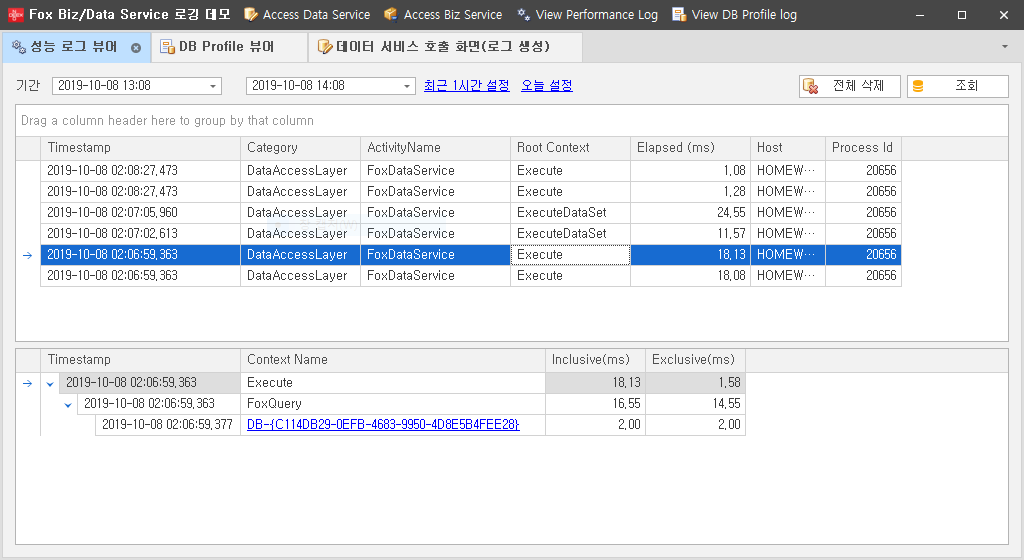 Fox Biz/Data Service 로깅 데모 Access Data Service Access Biz Service View Performance Log View DB Profile log
성능 로그 뷰어 DB Profile 뷰어 데이터 서비스 호출 화면(로그 생성)
기간 2019-10-08 13:08 2019-10-08 14:08 최근 1시간 설정 오늘 설정 전체 삭제 조회
Drag a column header here to group by that column
Timestamp Category ActivityName Root Context Elapsed (ms) Host Process Id
2019-10-08 02:08:27,473 DataAccessLayer FoxDataService Execute 1,08 HOMEW… 20656
2019-10-08 02:08:27,473 DataAccessLayer FoxDataService Execute 1,28 HOMEW… 20656
2019-10-08 02:07:05,960 DataAccessLayer FoxDataService ExecuteDataSet 24,55 HOMEW… 20656
2019-10-08 02:07:02,613 DataAccessLayer FoxDataService ExecuteDataSet 11,57 HOMEW… 20656
2019-10-08 02:06:59,363 DataAccessLayer FoxDataService Execute 18,13 HOMEW… 20656
2019-10-08 02:06:59,363 DataAccessLayer FoxDataService Execute 18,08 HOMEW… 20656
Timestamp Context Name Inclusive(ms) Exclusive(ms)
2019-10-08 02:06:59,363 Execute 18,13 1,58
2019-10-08 02:06:59,363 FoxQuery 16,55 14,55
2019-10-08 02:06:59,377 DB-{C114DB29-0EFB-4683-9950-4D8E5B4FEE28} 2,00 2,00